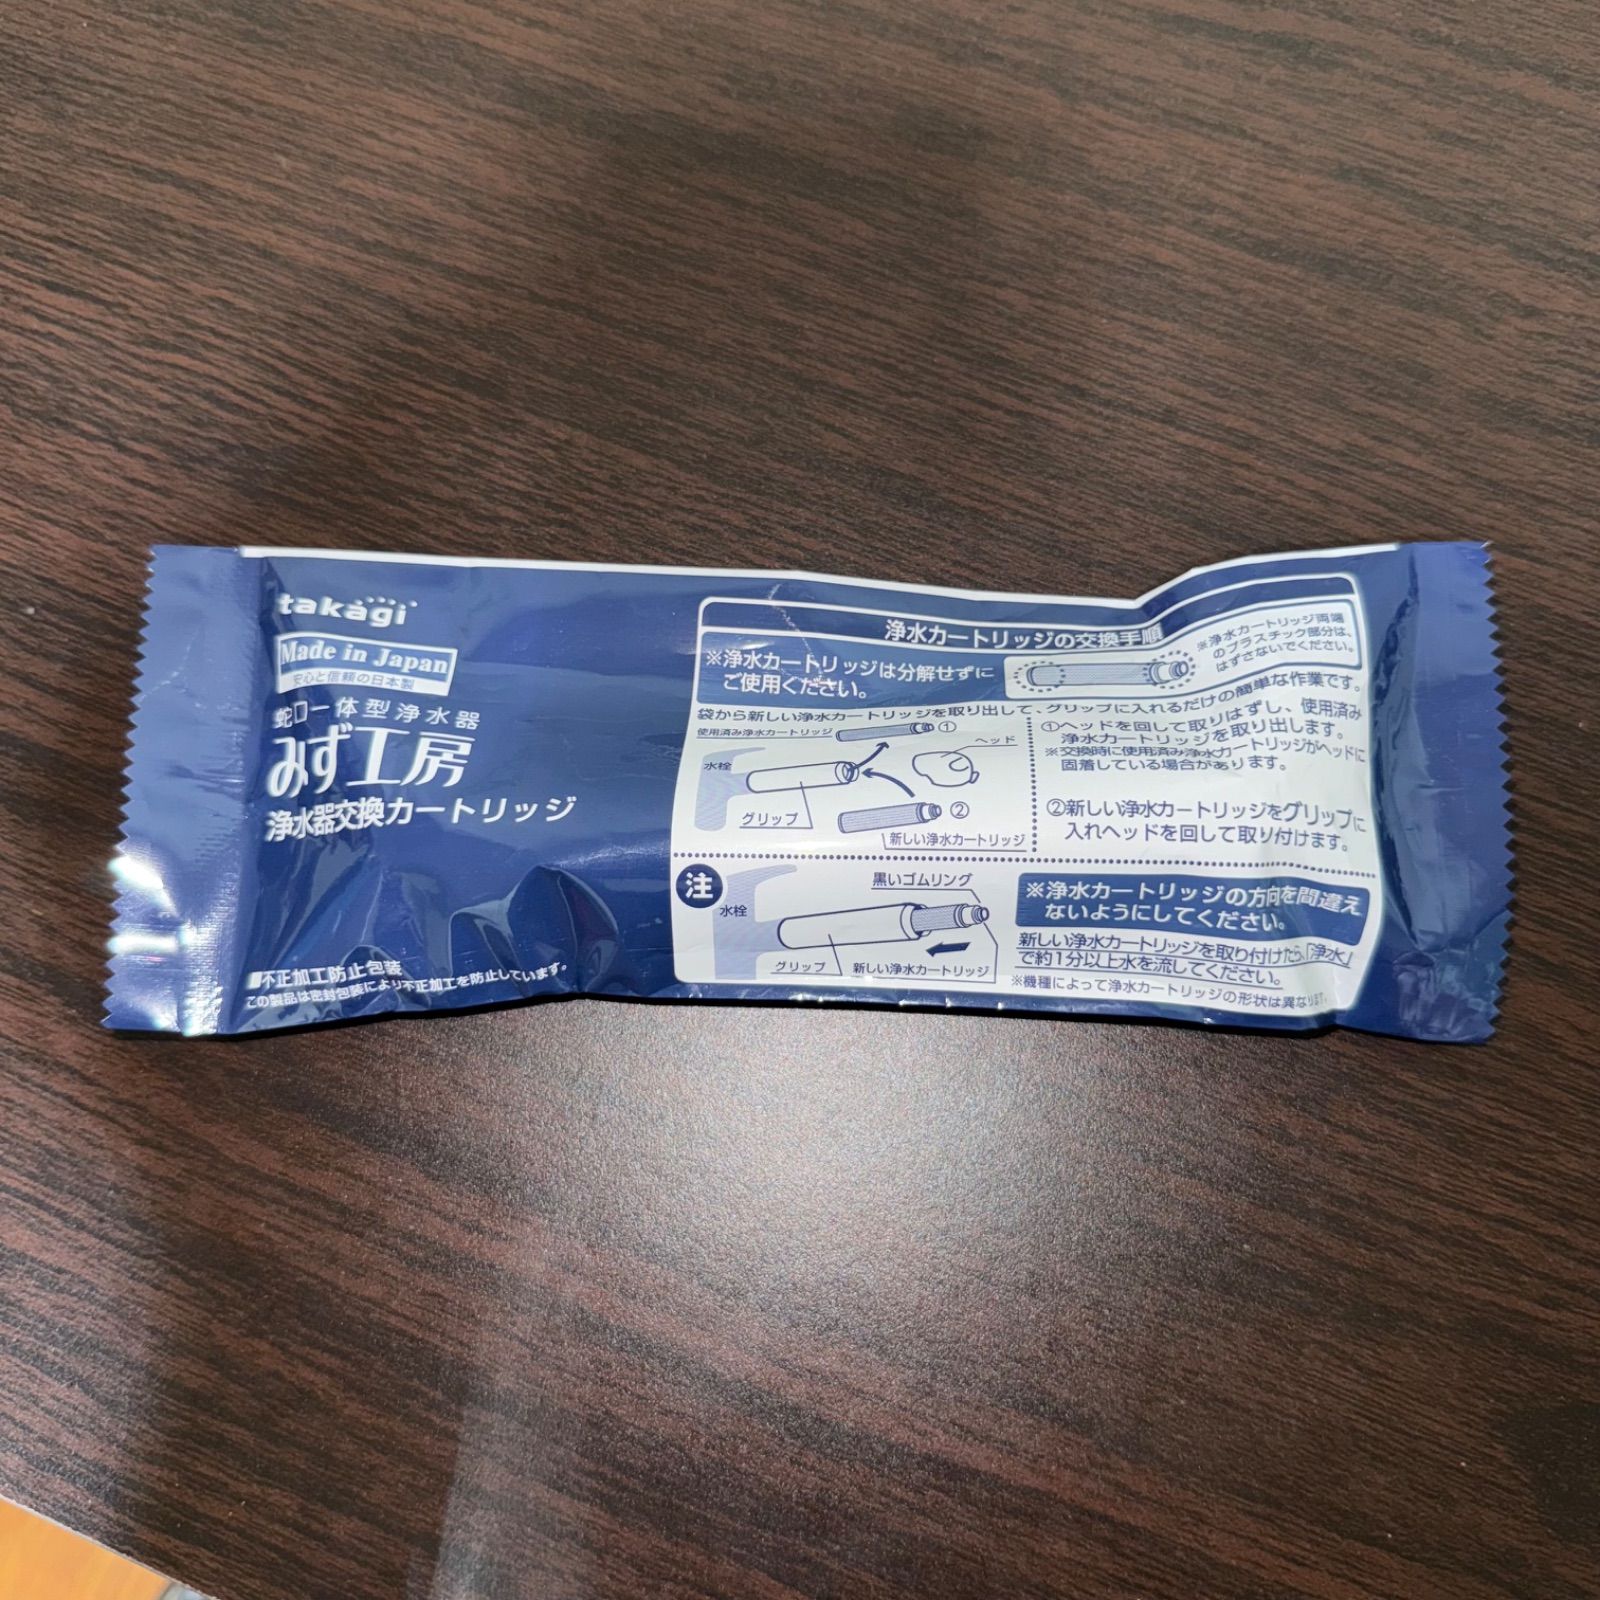 takagi
Made in Japan
安心と信頼の日本製
蛇口一体型浄水器
みず工房
浄水器交換カートリッジ
■不正加工防止包装
この製品は密封包装により不正加工を防止しています。
浄水カートリッジの交換手順
※浄水カートリッジは分解せずに
ご使用ください。
※浄水カートリッジ両端
のプラスチック部分は、
はずさないでください。
袋から新しい浄水カートリッジを取り出して、グリップに入れるだけの簡単な作業です。
使用済み浄水カートリッジ
①
ヘッド
水栓
グリップ
②
新しい浄水カートリッジ
①ヘッドを回して取りはずし、使用済み
浄水カートリッジを取り出します。
※交換時に使用済み浄水カートリッジがヘッドに
固着している場合があります。
②新しい浄水カートリッジをグリップに
入れヘッドを回して取り付けます。
注
水栓
黒いゴムリング
グリップ
新しい浄水カートリッジ
※浄水カートリッジの方向を間違え
ないようにしてください。
新しい浄水カートリッジを取り付けたら、「浄水」
で約1分以上水を流してください。
※機種によって浄水カートリッジの形状は異なります。